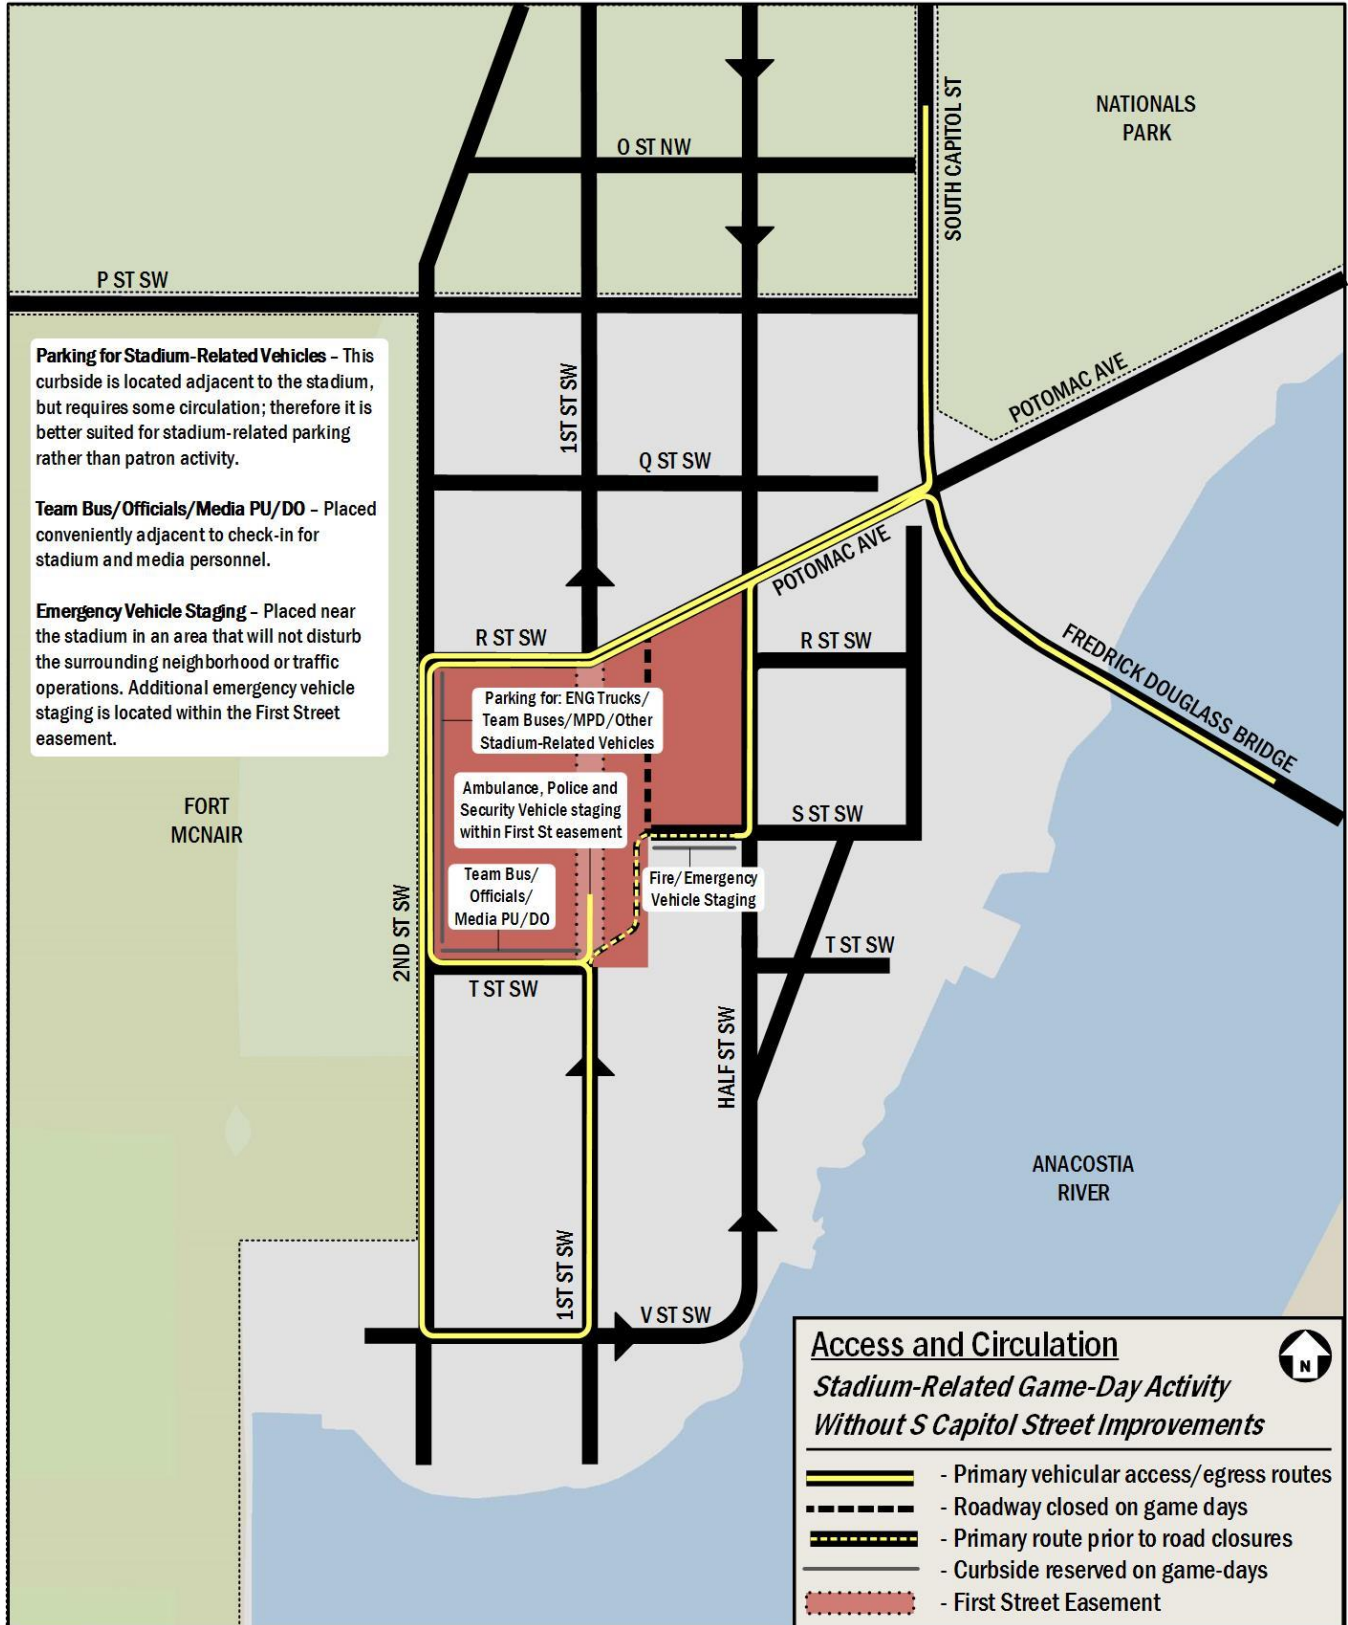 NATIONALS
PARK
SOUTH CAPITOL ST
O ST NW
P ST SW
Parking for Stadium-Related Vehicles – This
curbside is located adjacent to the stadium,
but requires some circulation; therefore it is
better suited for stadium-related parking
rather than patron activity.
Team Bus/Officials/Media PU/DO – Placed
conveniently adjacent to check-in for
stadium and media personnel.
Emergency Vehicle Staging – Placed near
the stadium in an area that will not disturb
the surrounding neighborhood or traffic
operations. Additional emergency vehicle
staging is located within the First Street
easement.
1ST ST SW
POTOMAC AVE
Q ST SW
POTOMAC AVE
R ST SW
R ST SW
FREDRICK DOUGLASS BRIDGE
Parking for: ENG Trucks/
Team Buses/MPD/Other
Stadium-Related Vehicles
Ambulance, Police and
Security Vehicle staging
within First St easement
S ST SW
FORT
MCNAIR
Team Bus/
Officials/
Media PU/DO
Fire/Emergency
Vehicle Staging
2ND ST SW
T ST SW
T ST SW
HALF ST SW
ANACOSTIA
RIVER
1ST ST SW
V ST SW
Access and Circulation
N
Stadium-Related Game-Day Activity
Without S Capitol Street Improvements
- Primary vehicular access/egress routes
- Roadway closed on game days
- Primary route prior to road closures
- Curbside reserved on game-days
- First Street Easement